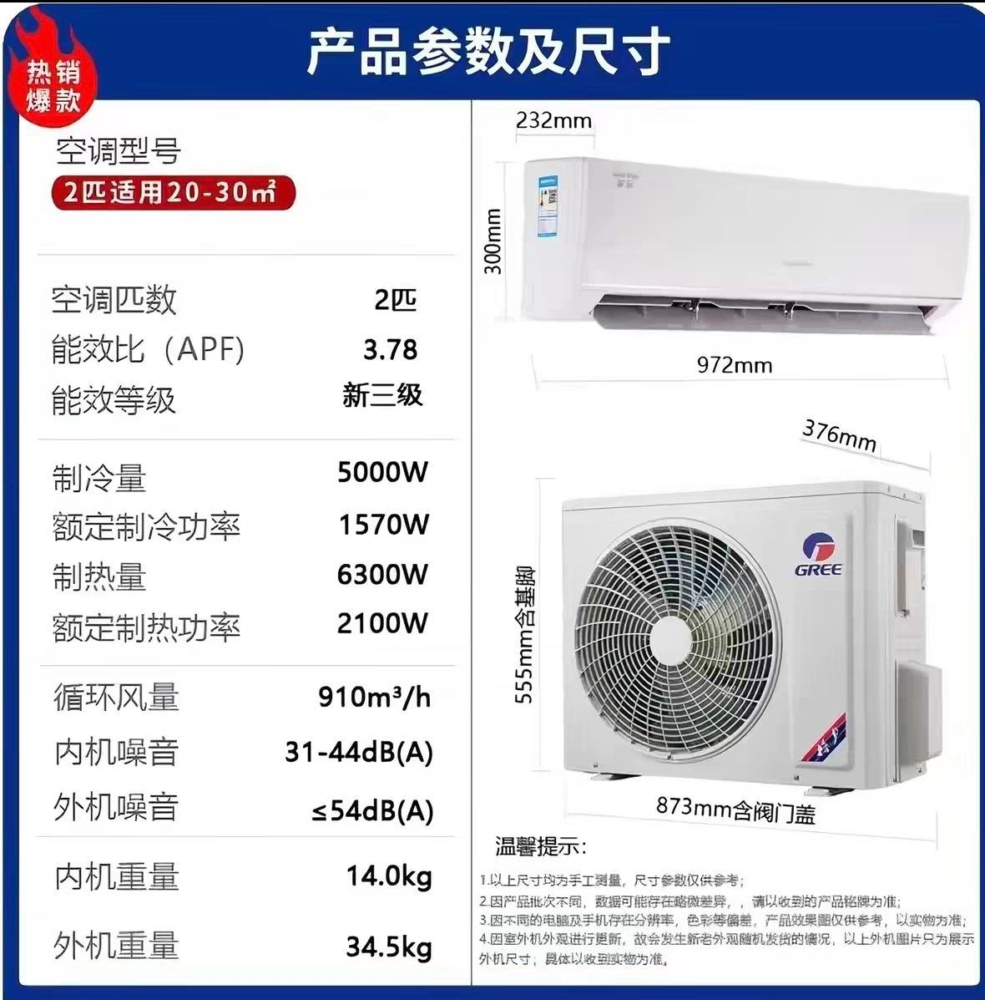 产品参数及尺寸
热销
爆款
空调型号
2匹适用20-30㎡
空调匹数 2匹
能效比（APF) 3.78
能效等级 新三级
制冷量 5000W
额定制冷功率 1570W
制热量 6300W
额定制热功率 2100W
循环风量 910m³/h
内机噪音 31-44dB(A)
外机噪音 ≤54dB(A)
内机重量 14.0kg
外机重量 34.5kg
232mm
300mm
972mm
376mm
GREE
555mm含基脚
873mm含阀门盖
温馨提示：
1.以上尺寸均为手工测量，尺寸参数仅供参考；
2.因产品批次不同，数据可能存在略微差异，，请以收到的产品铭牌为准；
3.因不同的电脑及手机存在分辨率，色彩等偏差，产品效果图仅供参考，以实物为准；
4.因室外机外观进行更新，故会发生新老外观随机发货的情况，以上外机图片只为展示
外机尺寸；具体以收到实物为准。